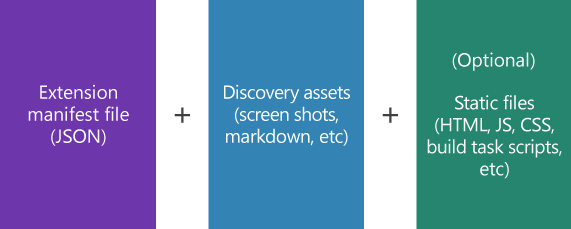 Extension
manifest file
(JSON)
+
Discovery assets
(screen shots,
markdown, etc)
+
(Optional)
Static files
(HTML, JS, CSS,
build task scripts,
etc)